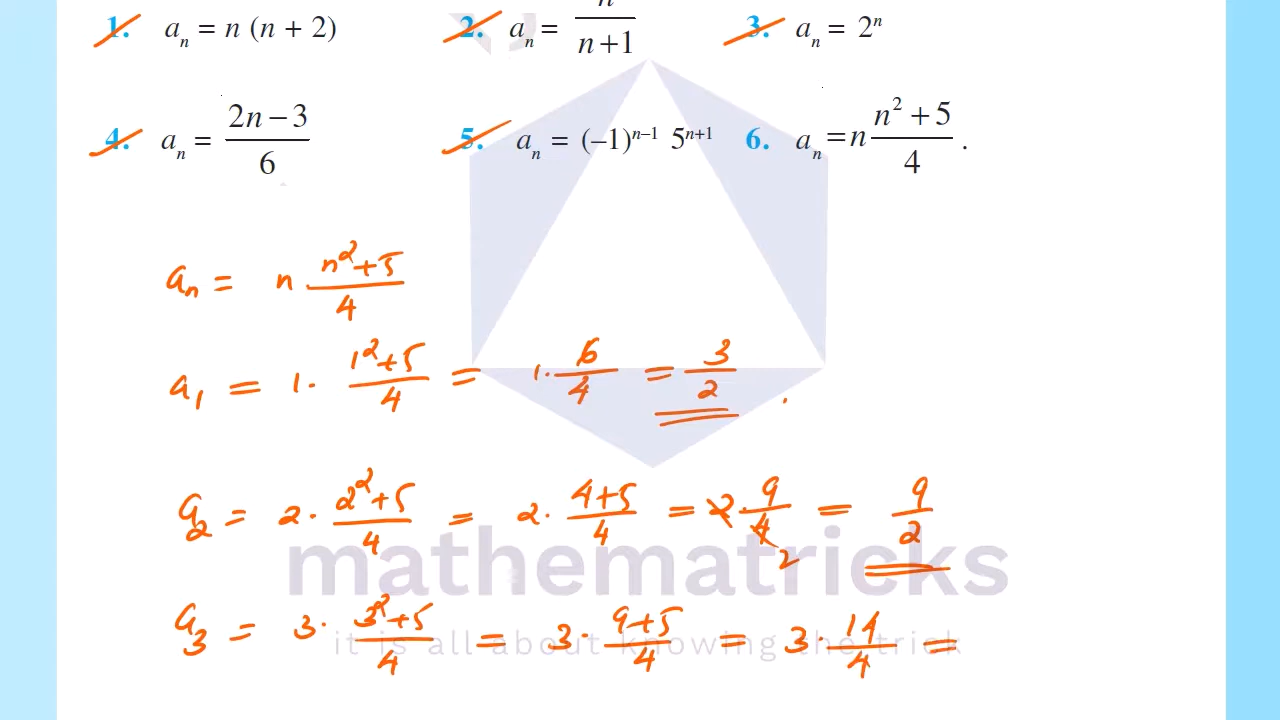 1. aₙ = n (n + 2) 2. aₙ = n/(n+1) 3. aₙ = 2ⁿ
4. aₙ = (2n – 3)/6 5. aₙ = (–1)ⁿ⁻¹ 5ⁿ⁺¹ 6. aₙ = n (n² + 5)/4 .
aₙ = n (n²+5)/4
a₁ = 1 · (1²+5)/4 = 1 · 6/4 = 3/2 .
a₂ = 2 · (2²+5)/4 = 2 · (4+5)/4 = 2 · 9/4 2 = 9/2
mathematricks
a₃ = 3 · (3²+5)/4 = 3 · (9+5)/4 = 3 · 14/4 =
it is all about knowing the trick